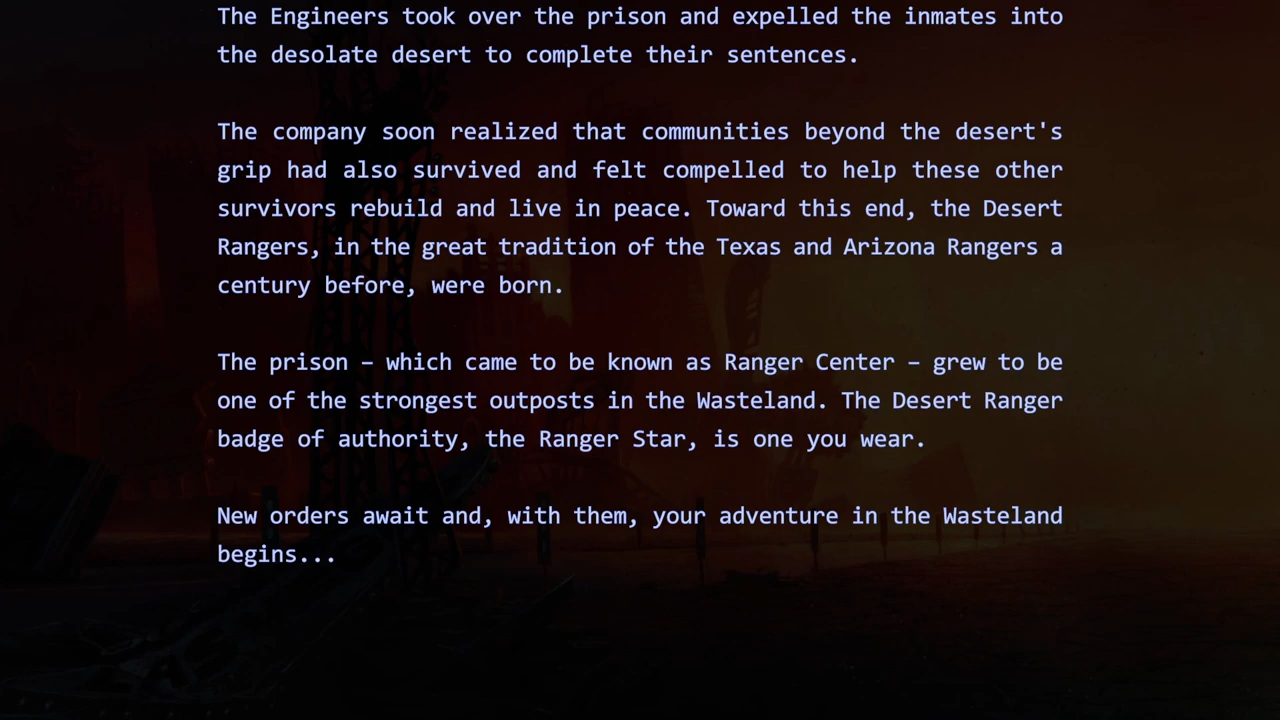 The Engineers took over the prison and expelled the inmates into
the desolate desert to complete their sentences.
The company soon realized that communities beyond the desert's
grip had also survived and felt compelled to help these other
survivors rebuild and live in peace. Toward this end, the Desert
Rangers, in the great tradition of the Texas and Arizona Rangers a
century before, were born.
The prison – which came to be known as Ranger Center – grew to be
one of the strongest outposts in the Wasteland. The Desert Ranger
badge of authority, the Ranger Star, is one you wear.
New orders await and, with them, your adventure in the Wasteland
begins...